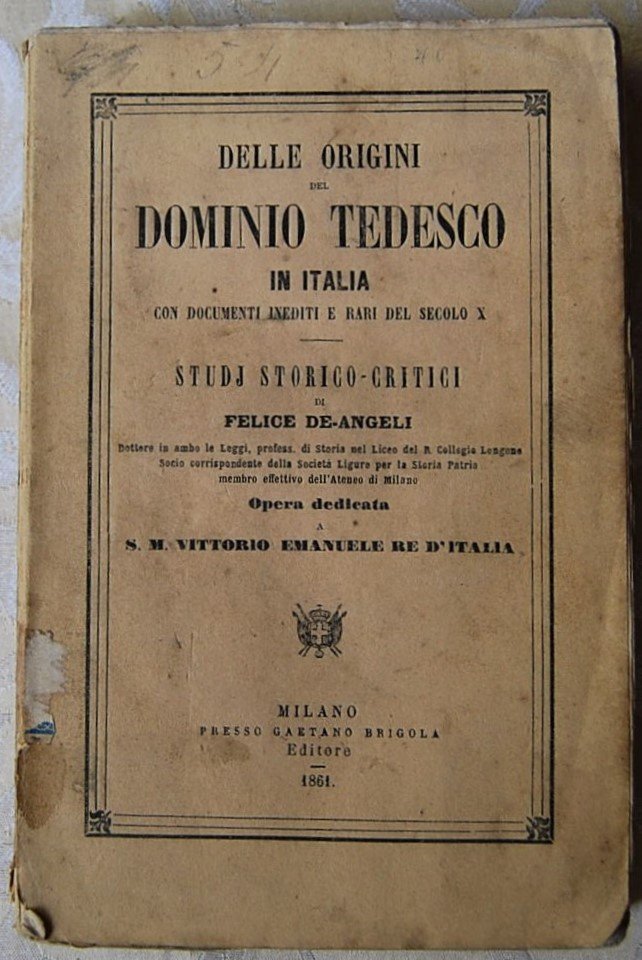 DELLE ORIGINI
DEL
DOMINIO TEDESCO
IN ITALIA
CON DOCUMENTI INEDITI E RARI DEL SECOLO X
STUDJ STORICO-CRITICI
DI
FELICE DE-ANGELI
Dottore in ambo le Leggi, profess. di Storia nel Liceo del R. Collegio Longone
Socio corrispondente della Società Ligure per la Storia Patria
membro effettivo dell'Ateneo di Milano
Opera dedicata
A
S. M. VITTORIO EMANUELE RE D'ITALIA
MILANO
PRESSO GAETANO BRIGOLA
Editore
1861.